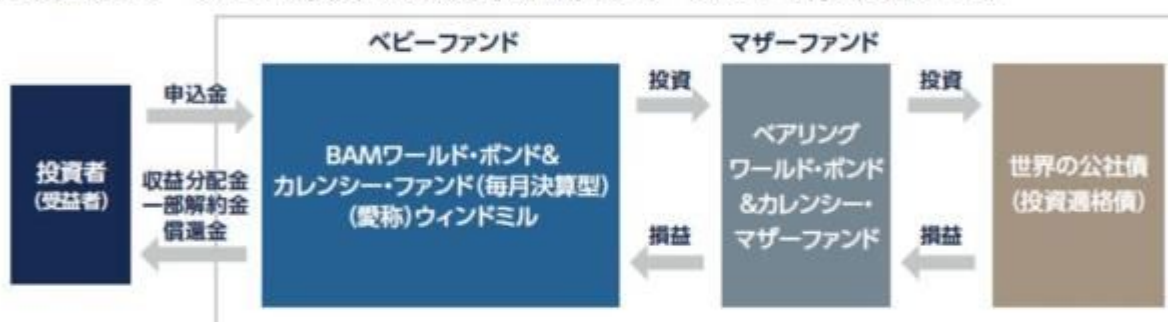 ベビーファンド
マザーファンド
投資者
(受益者)
申込金
収益分配金
一部解約金
償還金
BAMワールド・ボンド&
カレンシー・ファンド(毎月決算型)
(愛称)ウィンドミル
投資
損益
ベアリング
ワールド・ボンド
&カレンシー・
マザーファンド
投資
損益
世界の公社債
(投資適格債)